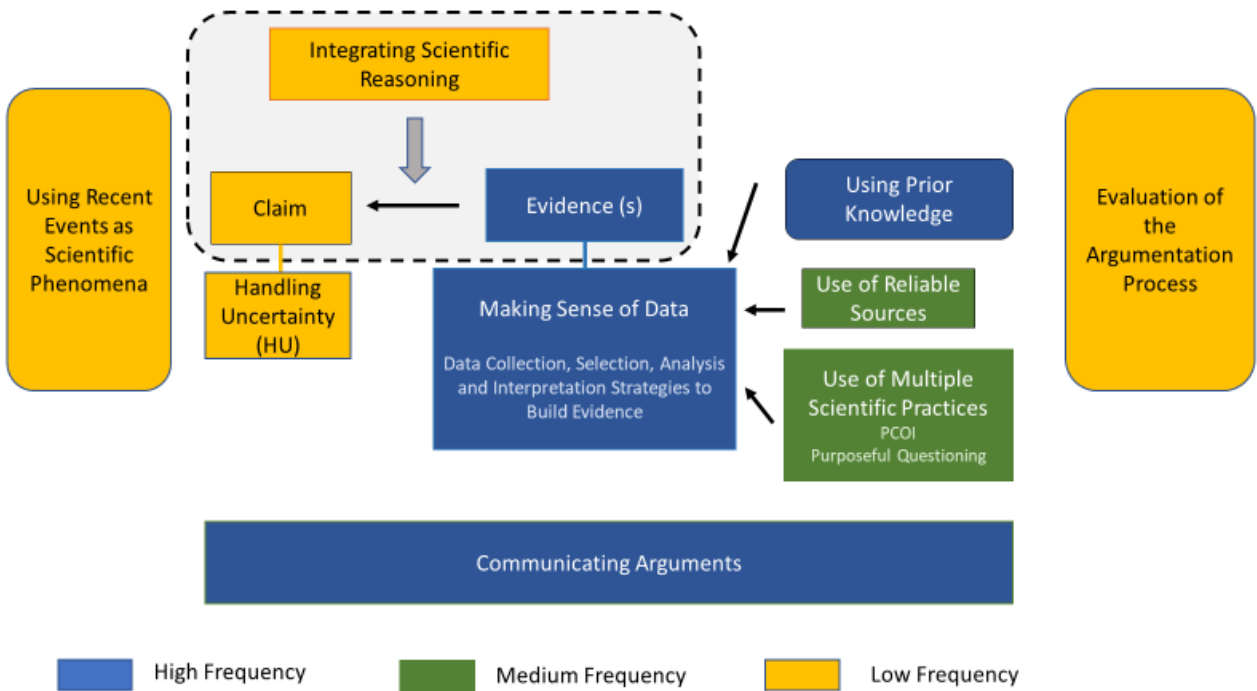 Integrating Scientific
Reasoning
Using Recent
Events as
Scientific
Phenomena
Claim
Evidence (s)
Handling
Uncertainty
(HU)
Making Sense of Data
Data Collection, Selection, Analysis
and Interpretation Strategies to
Build Evidence
Using Prior
Knowledge
Use of Reliable
Sources
Use of Multiple
Scientific Practices
PCOI
Purposeful Questioning
Evaluation of
the
Argumentation
Process
Communicating Arguments
High Frequency
Medium Frequency
Low Frequency